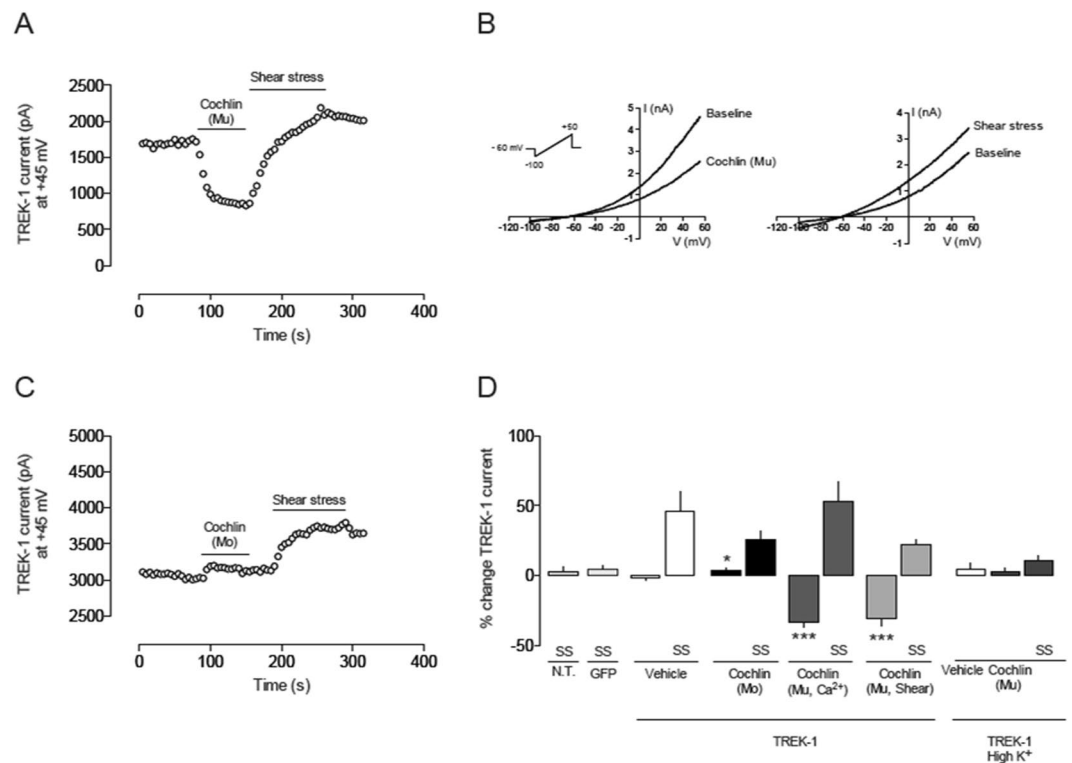 A
2500
2000
1500
1000
500
0
TREK-1 current (pA)
at +45 mV
Cochlin
(Mu)
Shear stress
0 100 200 300 400
Time (s)
B
- 60 mV
+50
-100
5
4
3
2
1
-1
I (nA)
Baseline
Cochlin (Mu)
-120 -100 -80 -60 -40 -20 0 20 40 60
V (mV)
4
3
2
1
-1
I (nA)
Shear stress
Baseline
-120 -100 -80 -60 -40 -20 0 20 40 60
V (mV)
C
5000
4500
4000
3500
3000
2500
TREK-1 current (pA)
at +45 mV
Cochlin
(Mo)
Shear stress
0 100 200 300 400
Time (s)
D
100
50
0
-50
% change TREK-1 current
*
***
***
SS SS SS SS SS SS SS
N.T. GFP Vehicle Cochlin
(Mo)
Cochlin
(Mu, Ca²⁺)
Cochlin
(Mu, Shear)
Vehicle Cochlin
(Mu)
TREK-1
TREK-1
High K⁺